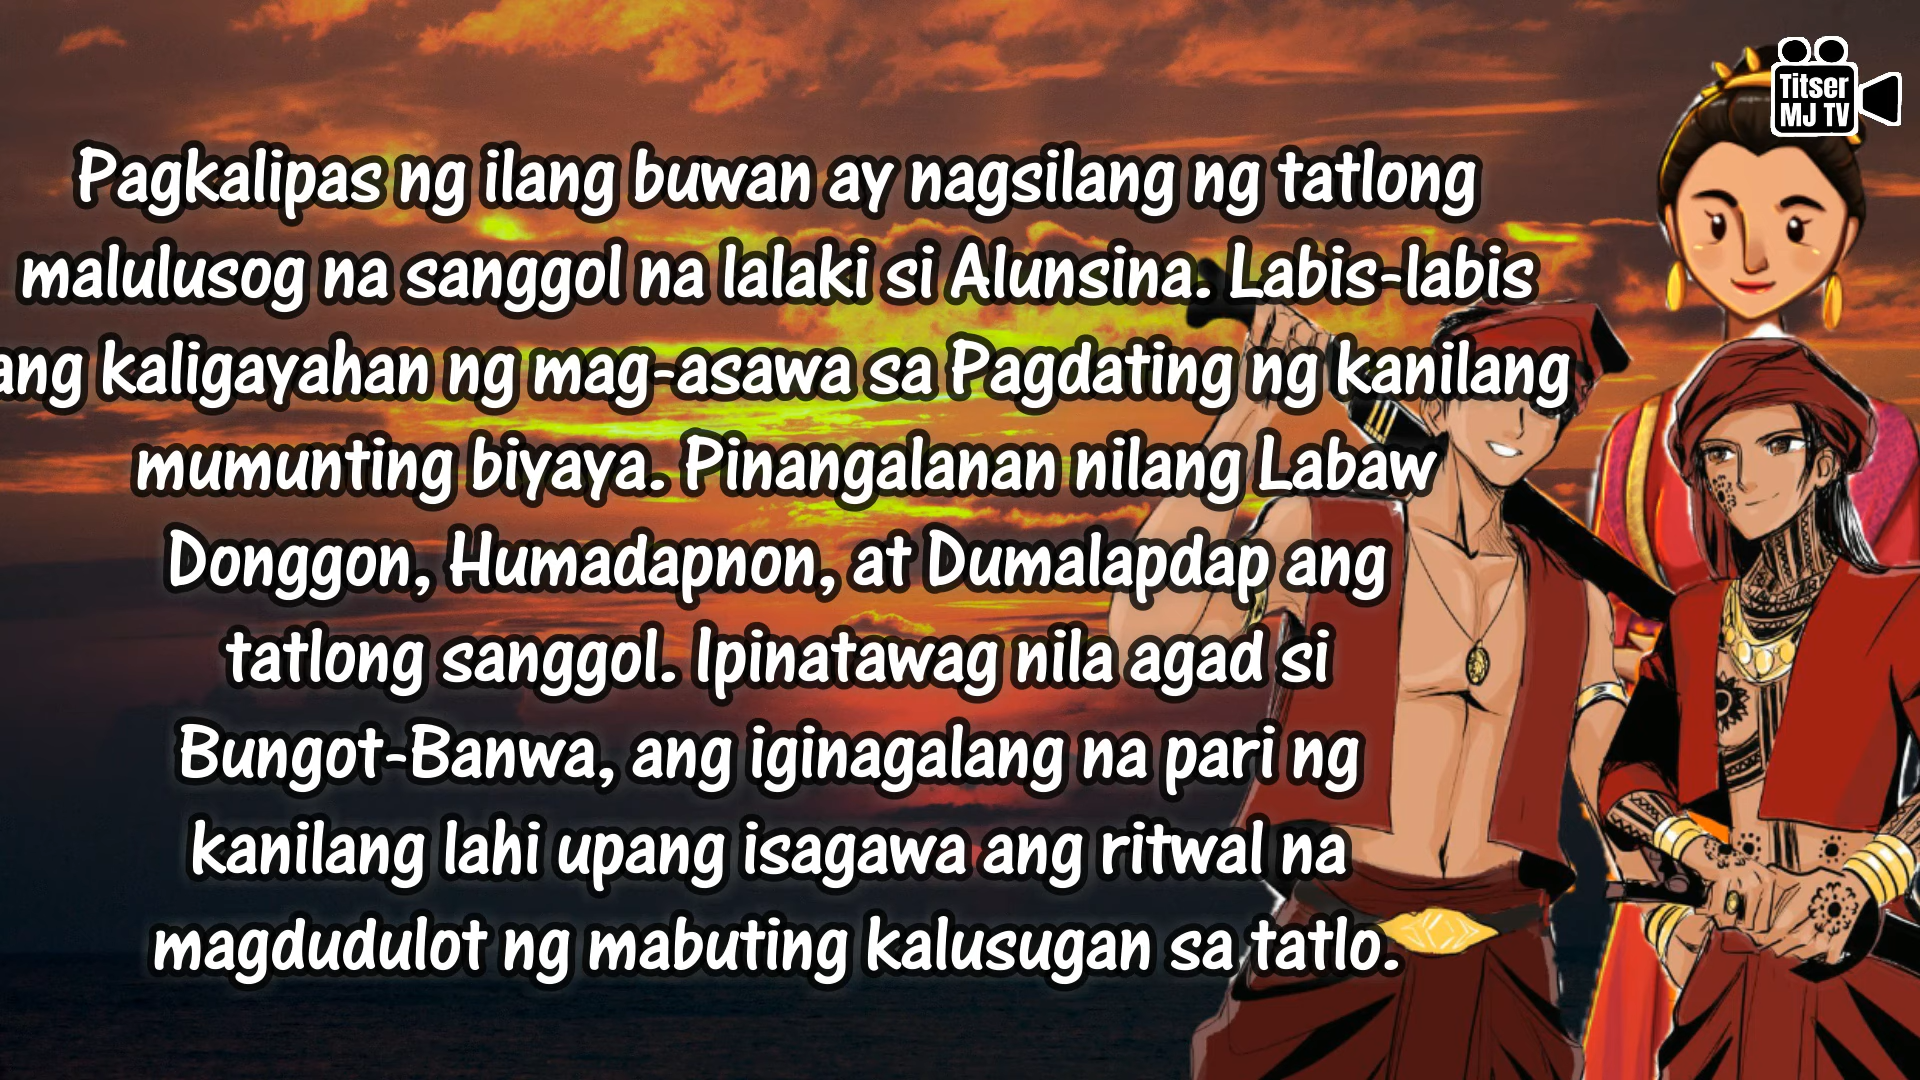 Titser
MJ TV
Pagkalipas ng ilang buwan ay nagsilang ng tatlong
malulusog na sanggol na lalaki si Alunsina. Labis-labis
ang kaligayahan ng mag-asawa sa Pagdating ng kanilang
mumunting biyaya. Pinangalanan nilang Labaw
Donggon, Humadapnon, at Dumalapdap ang
tatlong sanggol. Ipinatawag nila agad si
Bungot-Banwa, ang iginagalang na pari ng
kanilang lahi upang isagawa ang ritwal na
magdudulot ng mabuting kalusugan sa tatlo.